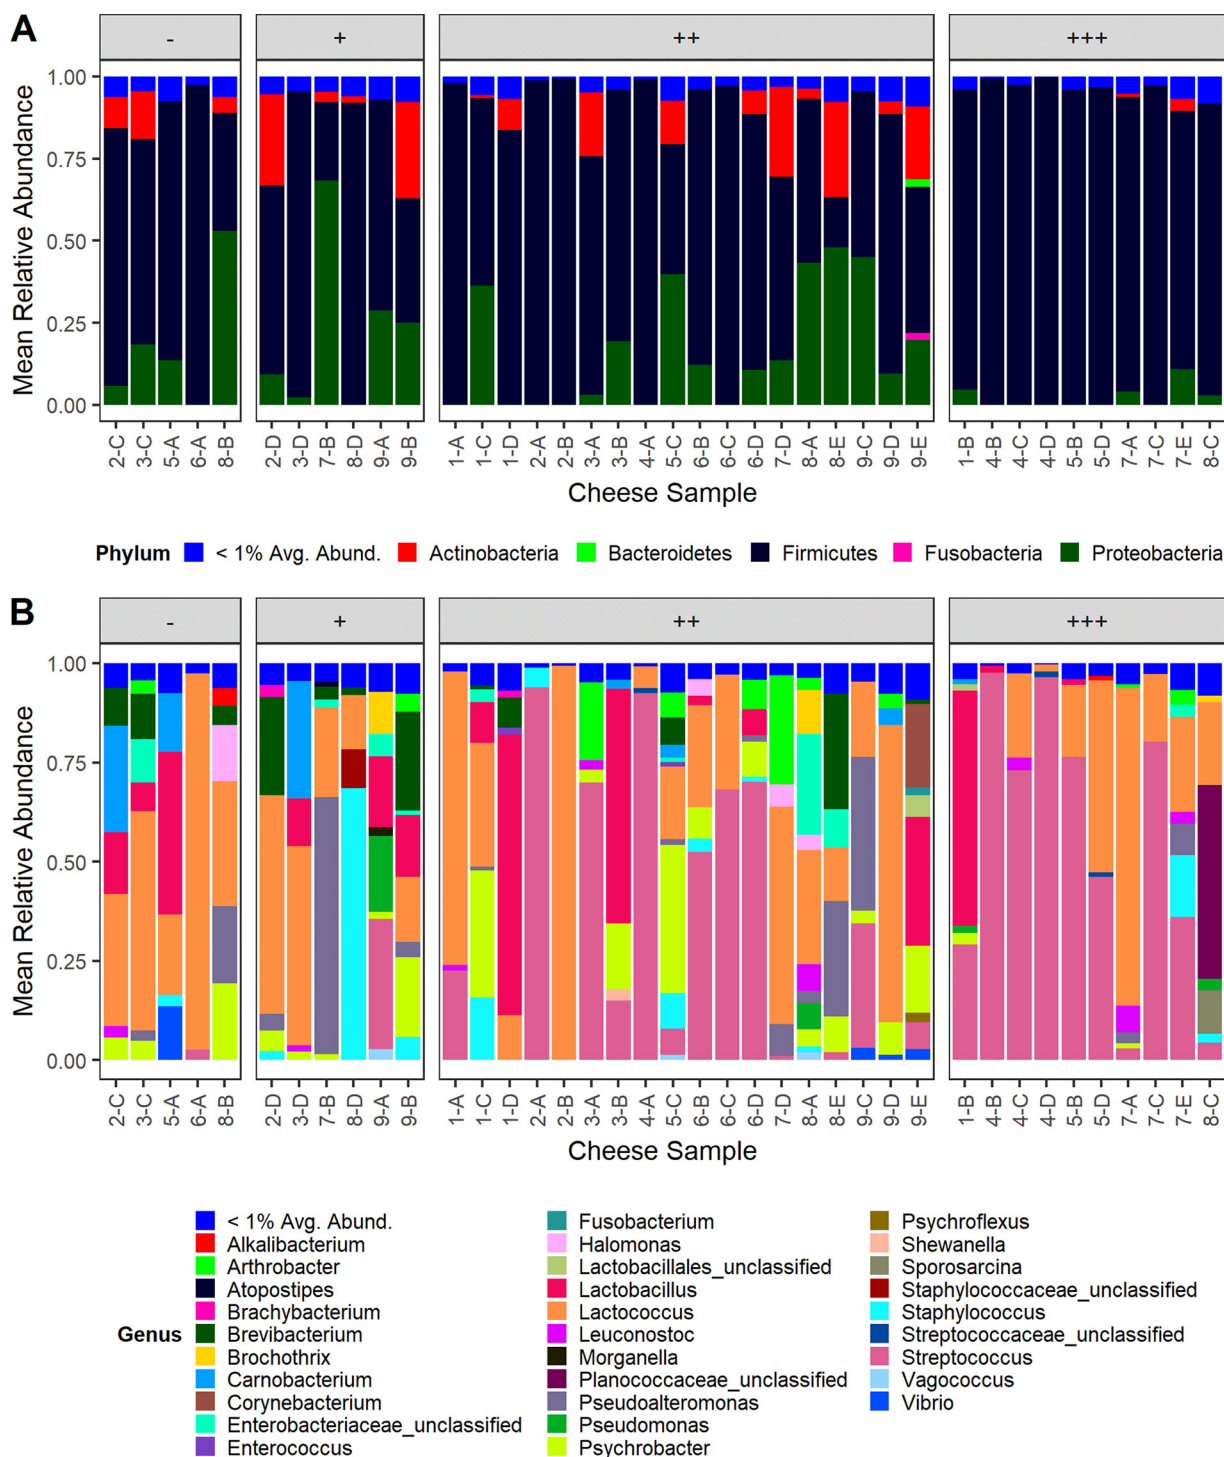 A
- + ++ +++
1.00
0.75
0.50
0.25
0.00
Mean Relative Abundance
2-C 3-C 5-A 6-A 8-B 2-D 3-D 7-B 8-D 9-A 9-B 1-A 1-C 1-D 2-A 2-B 3-A 3-B 4-A 5-C 6-B 6-C 6-D 7-D 8-A 8-E 9-C 9-D 9-E 1-B 4-B 4-C 4-D 5-B 5-D 7-A 7-C 7-E 8-C
Cheese Sample
Phylum < 1% Avg. Abund. Actinobacteria Bacteroidetes Firmicutes Fusobacteria Proteobacteria
B
- + ++ +++
1.00
0.75
0.50
0.25
0.00
Mean Relative Abundance
2-C 3-C 5-A 6-A 8-B 2-D 3-D 7-B 8-D 9-A 9-B 1-A 1-C 1-D 2-A 2-B 3-A 3-B 4-A 5-C 6-B 6-C 6-D 7-D 8-A 8-E 9-C 9-D 9-E 1-B 4-B 4-C 4-D 5-B 5-D 7-A 7-C 7-E 8-C
Cheese Sample
Genus
< 1% Avg. Abund.
Alkalibacterium
Arthrobacter
Atopostipes
Brachybacterium
Brevibacterium
Brochothrix
Carnobacterium
Corynebacterium
Enterobacteriaceae_unclassified
Enterococcus
Fusobacterium
Halomonas
Lactobacillales_unclassified
Lactobacillus
Lactococcus
Leuconostoc
Morganella
Planococcaceae_unclassified
Pseudoalteromonas
Pseudomonas
Psychrobacter
Psychroflexus
Shewanella
Sporosarcina
Staphylococcaceae_unclassified
Staphylococcus
Streptococcaceae_unclassified
Streptococcus
Vagococcus
Vibrio